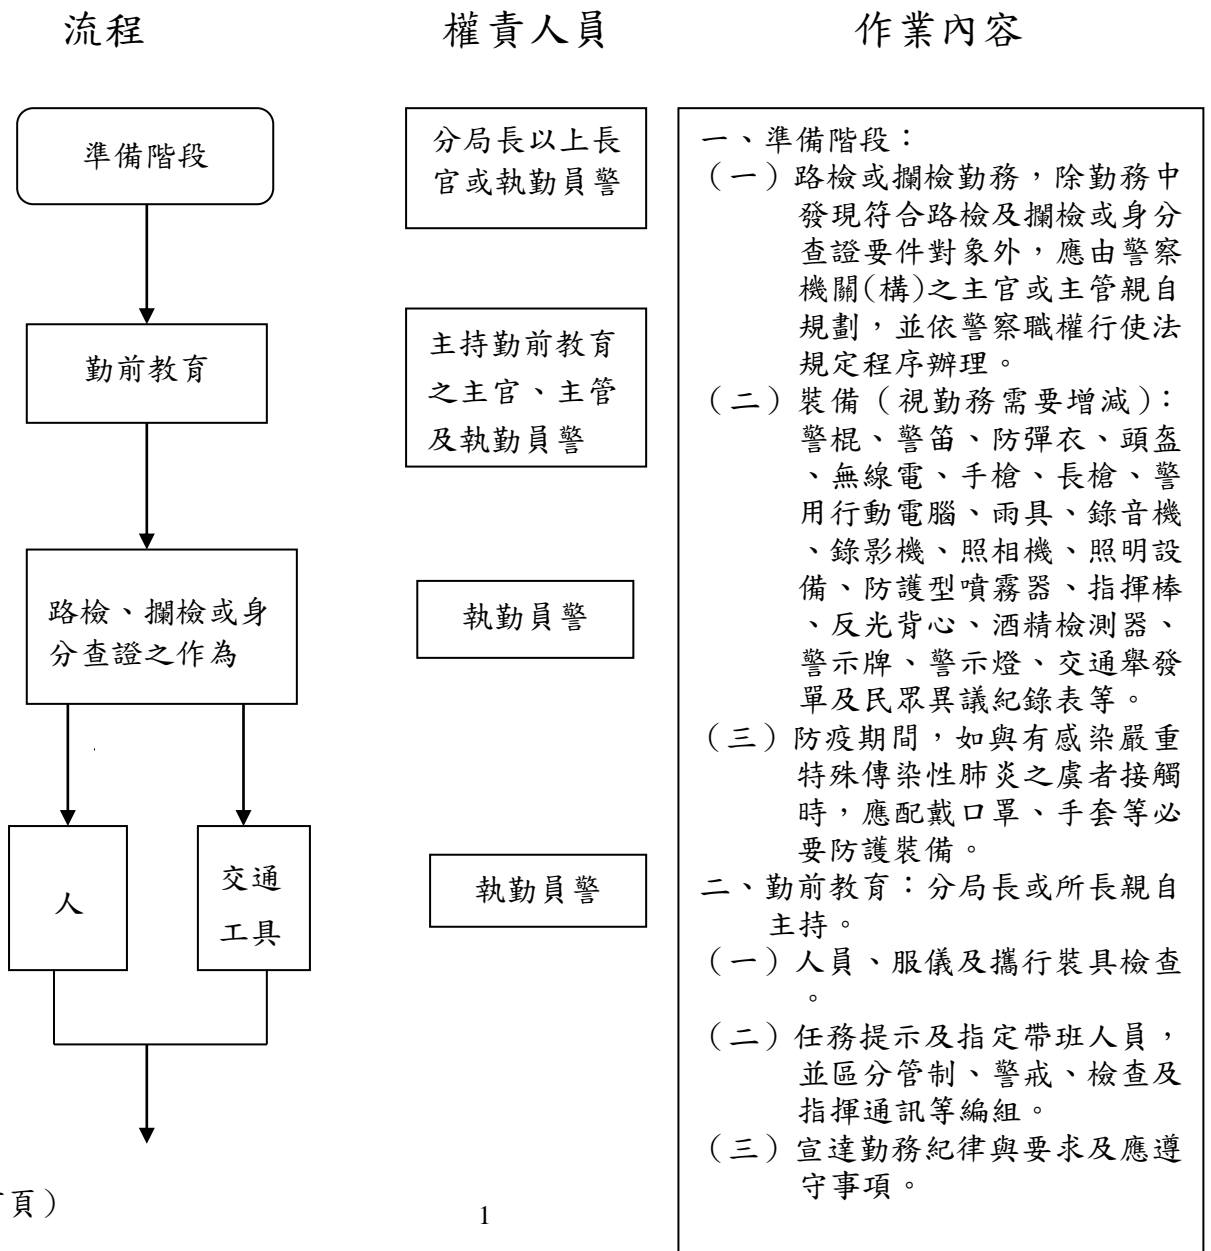 流程
權責人員
作業內容
準備階段
分局長以上長
官或執勤員警
勤前教育
主持勤前教育
之主官、主管
及執勤員警
路檢、攔檢或身
分查證之作為
執勤員警
人
交通
工具
執勤員警
一、準備階段：
（一）路檢或攔檢勤務，除勤務中
發現符合路檢及攔檢或身分
查證要件對象外，應由警察
機關(構)之主官或主管親自
規劃，並依警察職權行使法
規定程序辦理。
（二）裝備（視勤務需要增減）：
警棍、警笛、防彈衣、頭盔
、無線電、手槍、長槍、警
用行動電腦、雨具、錄音機
、錄影機、照相機、照明設
備、防護型噴霧器、指揮棒
、反光背心、酒精檢測器、
警示牌、警示燈、交通舉發
單及民眾異議紀錄表等。
（三）防疫期間，如與有感染嚴重
特殊傳染性肺炎之虞者接觸
時，應配戴口罩、手套等必
要防護裝備。
二、勤前教育：分局長或所長親自
主持。
（一）人員、服儀及攜行裝具檢查
。
（二）任務提示及指定帶班人員，
並區分管制、警戒、檢查及
指揮通訊等編組。
（三）宣達勤務紀律與要求及應遵
守事項。
頁）
1